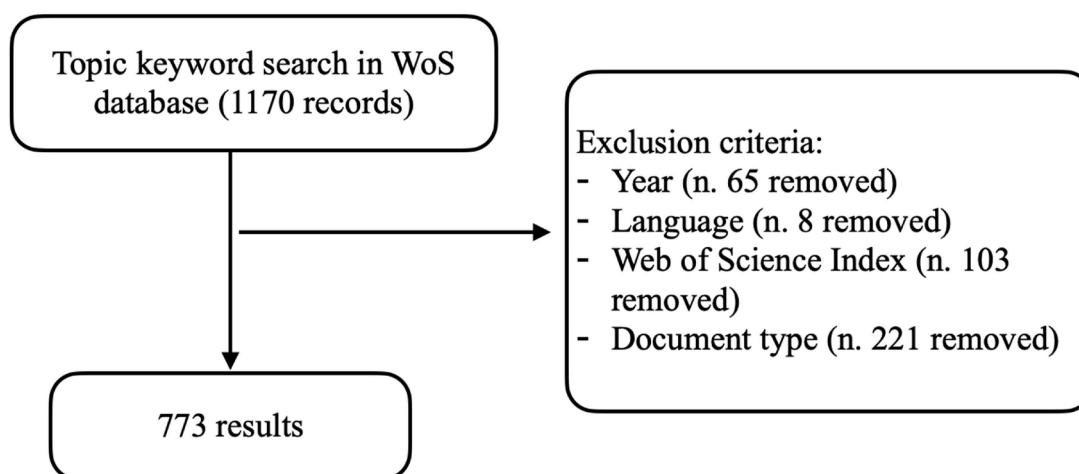 Topic keyword search in WoS
database (1170 records)
Exclusion criteria:
- Year (n. 65 removed)
- Language (n. 8 removed)
- Web of Science Index (n. 103
removed)
- Document type (n. 221 removed)
773 results